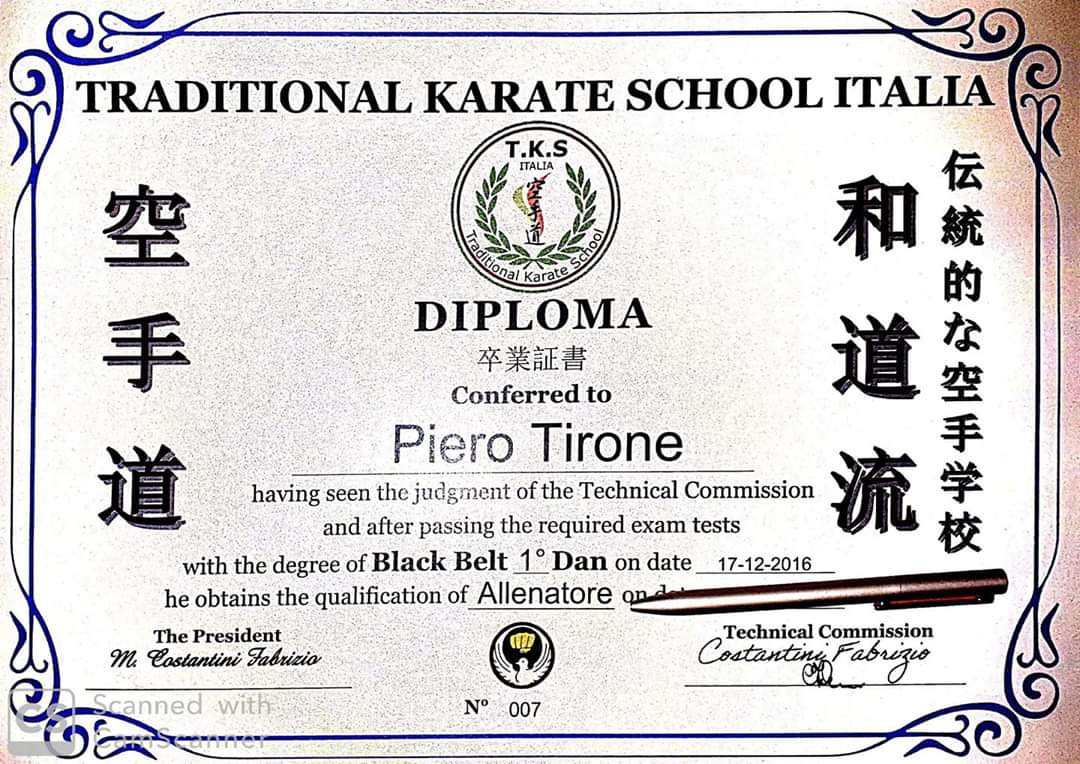 TRADITIONAL KARATE SCHOOL ITALIA
T.K.S
ITALIA
空手道
Traditional Karate School
空手道
和道流
伝統的な空手学校
DIPLOMA
卒業証書
Conferred to
Piero Tirone
having seen the judgment of the Technical Commission
and after passing the required exam tests
with the degree of Black Belt 1° Dan on date 17-12-2016
he obtains the qualification of Allenatore on
The President
M. Costantini Fabrizio
Technical Commission
Costantini Fabrizio
N° 007
CS
Scanned with
CamScanner